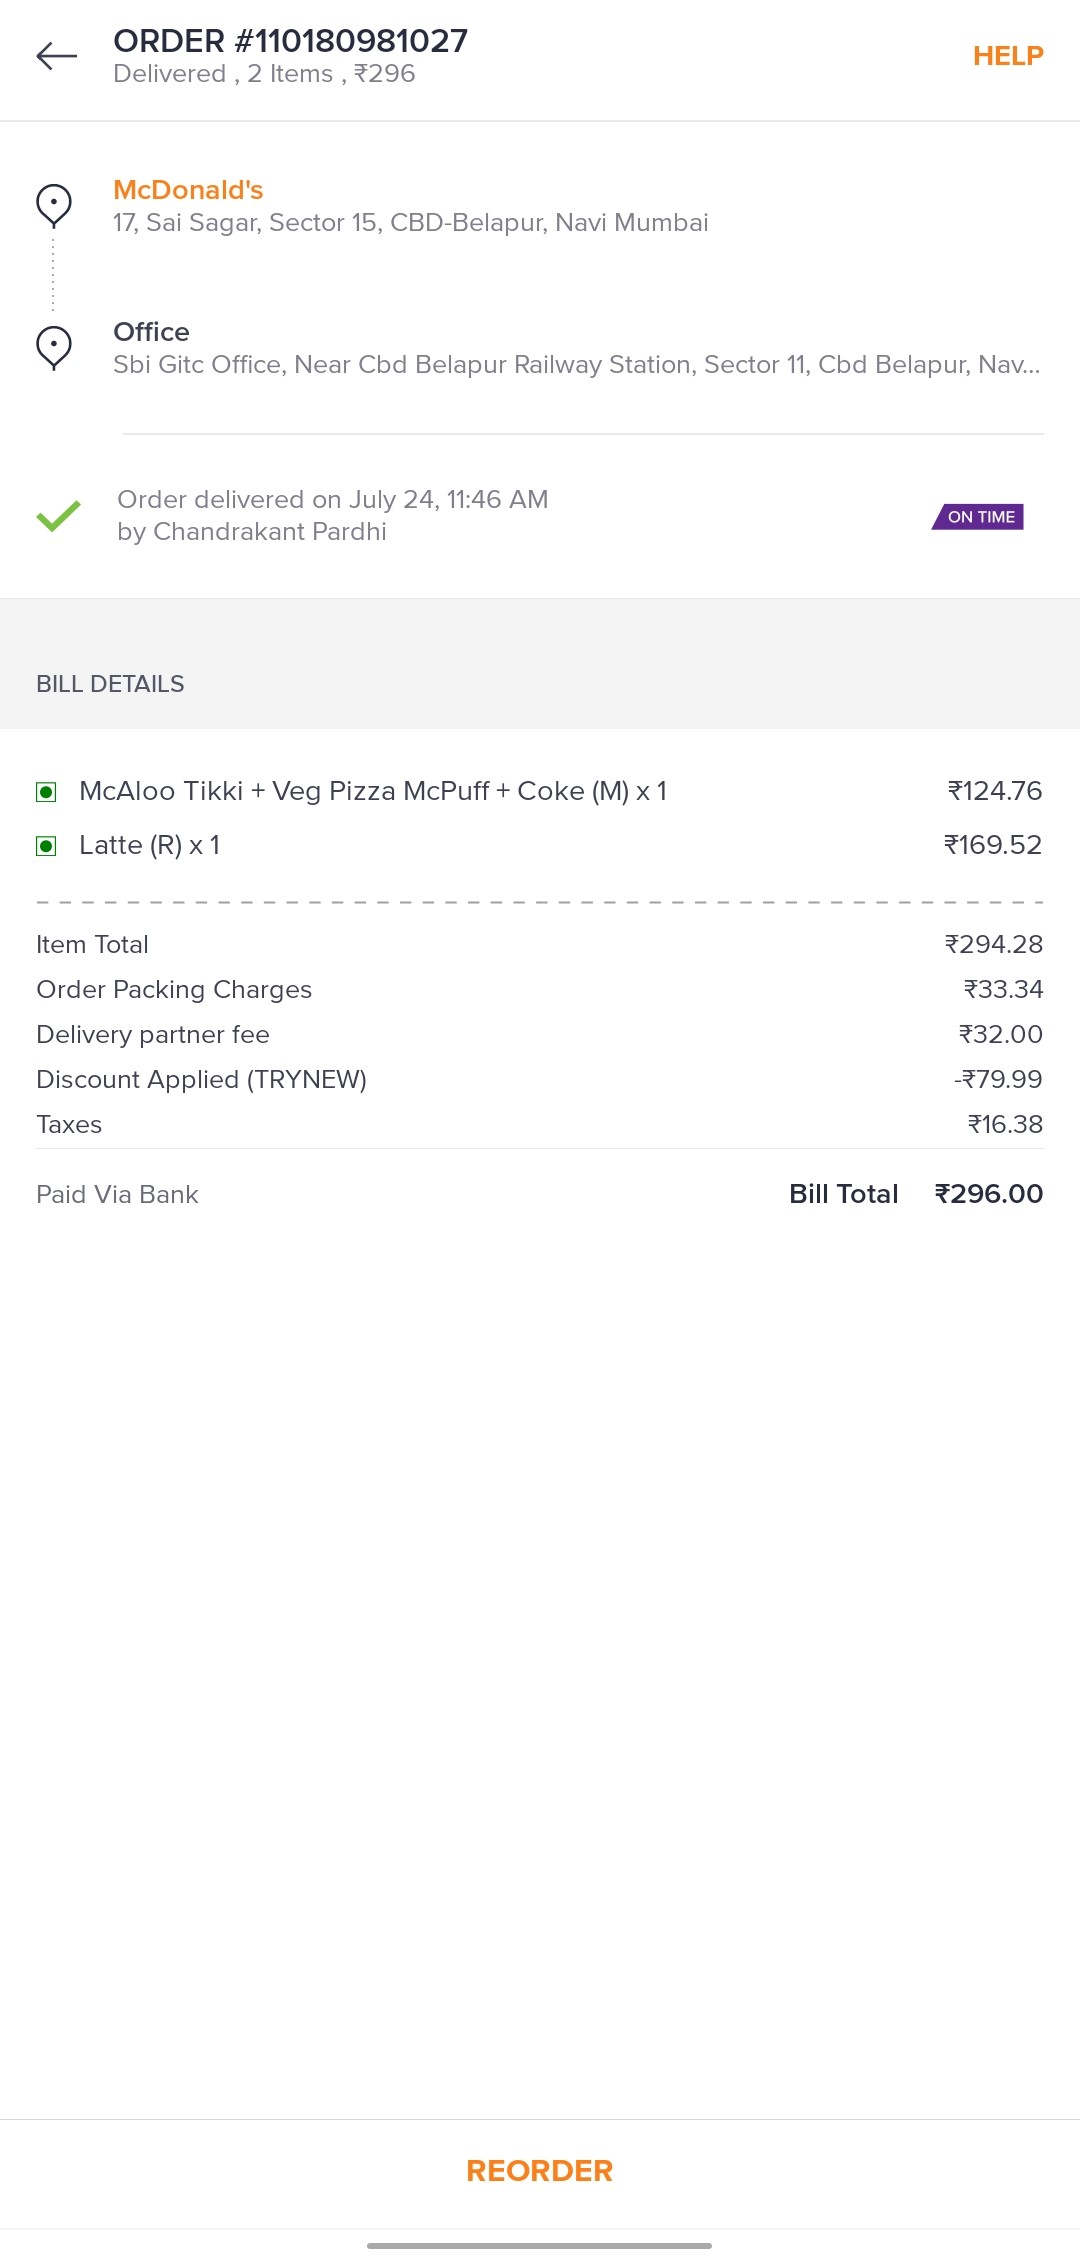 ORDER #110180981027
Delivered , 2 Items , ₹296
HELP
McDonald's
17, Sai Sagar, Sector 15, CBD-Belapur, Navi Mumbai
Office
Sbi Gitc Office, Near Cbd Belapur Railway Station, Sector 11, Cbd Belapur, Nav...
Order delivered on July 24, 11:46 AM
by Chandrakant Pardhi
ON TIME
BILL DETAILS
McAloo Tikki + Veg Pizza McPuff + Coke (M) x 1 ₹124.76
Latte (R) x 1 ₹169.52
Item Total ₹294.28
Order Packing Charges ₹33.34
Delivery partner fee ₹32.00
Discount Applied (TRYNEW) -₹79.99
Taxes ₹16.38
Paid Via Bank Bill Total ₹296.00
REORDER